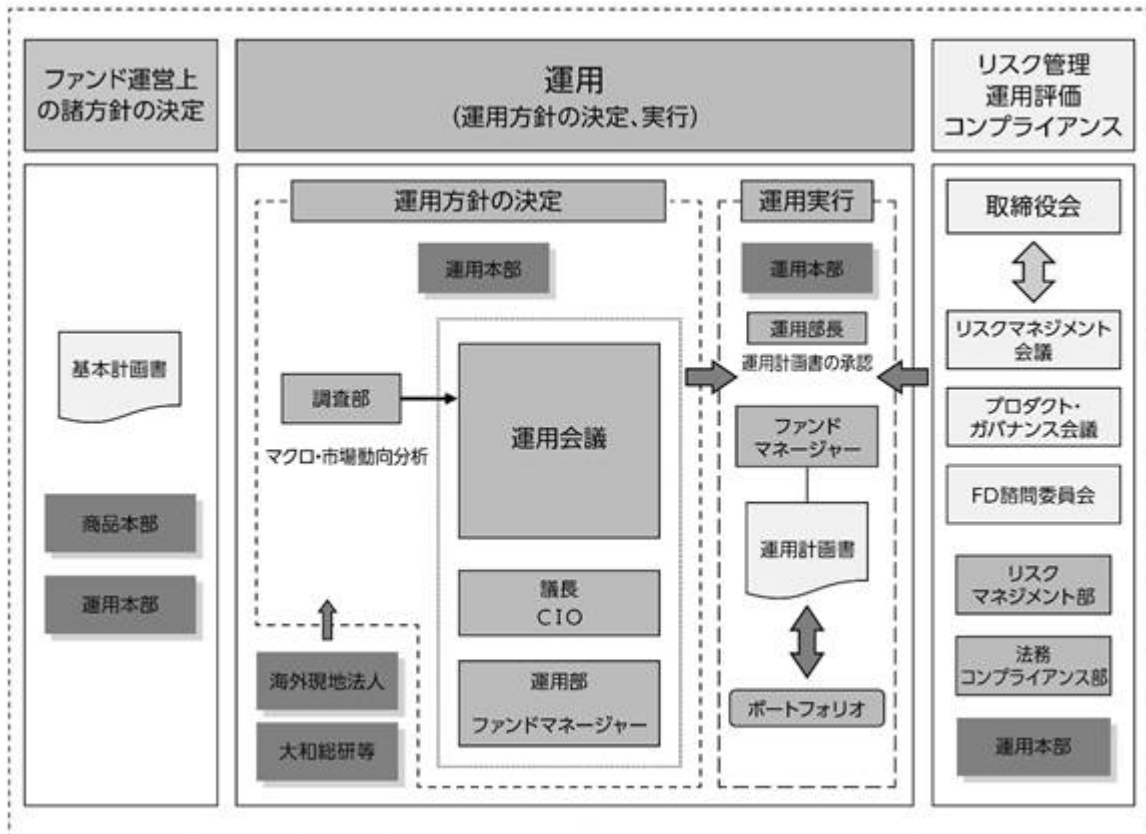 ファンド運営上
の諸方針の決定
基本計画書
商品本部
運用本部
運用
(運用方針の決定、実行)
運用方針の決定
運用本部
調査部
マクロ・市場動向分析
運用会議
議長
CIO
運用部
ファンドマネージャー
海外現地法人
大和総研等
運用実行
運用本部
運用部長
運用計画書の承認
ファンド
マネージャー
運用計画書
ポートフォリオ
リスク管理
運用評価
コンプライアンス
取締役会
リスクマネジメント
会議
プロダクト・
ガバナンス会議
FD諮問委員会
リスク
マネジメント部
法務
コンプライアンス部
運用本部